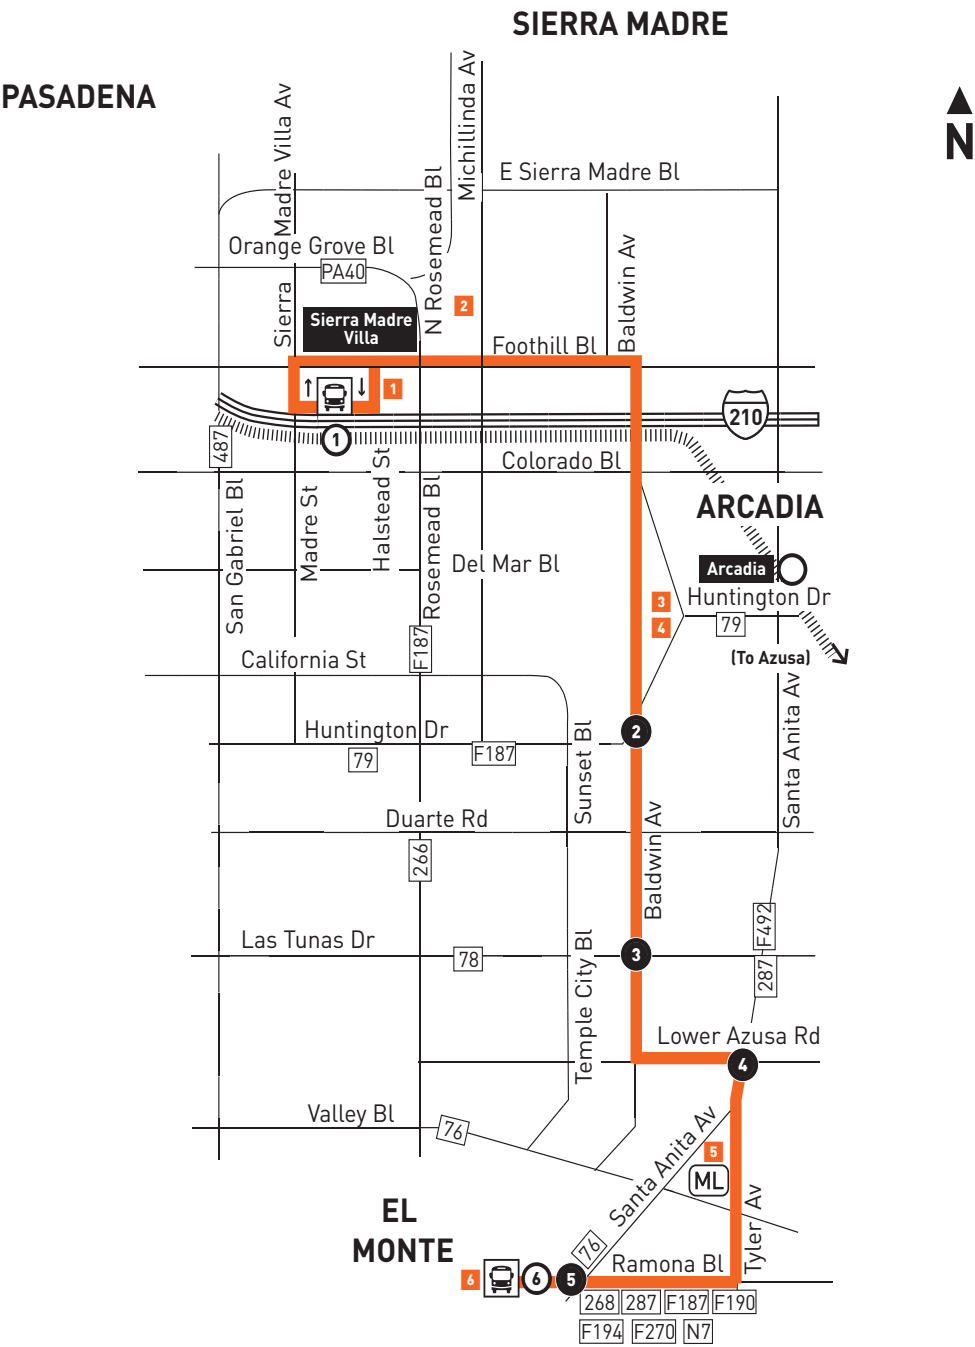 SIERRA MADRE
PASADENA
N
Sierra Madre Villa Av
Michillinda Av
N Rosemead Bl
E Sierra Madre Bl
Orange Grove Bl
PA40
Baldwin Av
2
Sierra Madre
Villa
Foothill Bl
1
210
1
487
Colorado Bl
San Gabriel Bl
Madre St
Halstead St
Rosemead Bl
ARCADIA
Del Mar Bl
Arcadia
3
Huntington Dr
4
79
F187
(To Azusa)
California St
Santa Anita Av
Huntington Dr
79
F187
Sunset Bl
2
Duarte Rd
266
Baldwin Av
F492
Las Tunas Dr
78
3
287
Temple City Bl
Lower Azusa Rd
4
Valley Bl
76
Santa Anita Av
5
ML
Tyler Av
EL
MONTE
76
Ramona Bl
6
6
5
268
287
F187
F190
F194
F270
N7